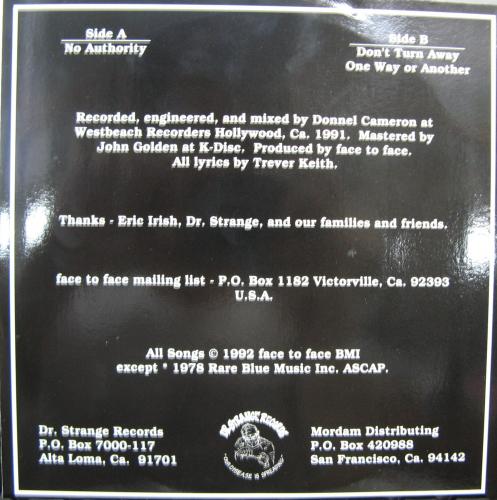 Side A
No Authority
Side B
Don't Turn Away
One Way or Another
Recorded, engineered, and mixed by Donnel Cameron at
Westbeach Recorders Hollywood, Ca. 1991. Mastered by
John Golden at K-Disc. Produced by face to face.
All lyrics by Trever Keith.
Thanks - Eric Irish, Dr. Strange, and our families and friends.
face to face mailing list - P.O. Box 1182 Victorville, Ca. 92393
U.S.A.
All Songs © 1992 face to face BMI
except * 1978 Rare Blue Music Inc. ASCAP.
Dr. Strange Records
P.O. Box 7000-117
Alta Loma, Ca. 91701
DR. STRANGE RECORDS
Mordam Distributing
P.O. Box 420988
San Francisco, Ca. 94142